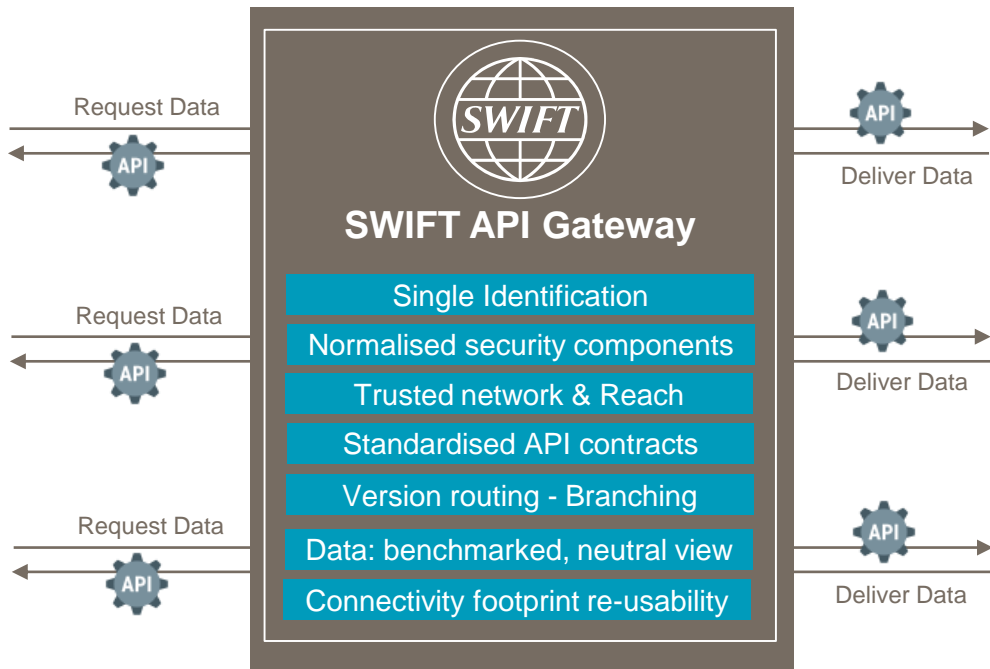 Request Data
API
SWIFT
API
Deliver Data
SWIFT API Gateway
Single Identification
Request Data
API
Normalised security components
API
Deliver Data
Trusted network & Reach
Standardised API contracts
Version routing - Branching
Request Data
API
Data: benchmarked, neutral view
API
Deliver Data
Connectivity footprint re-usability